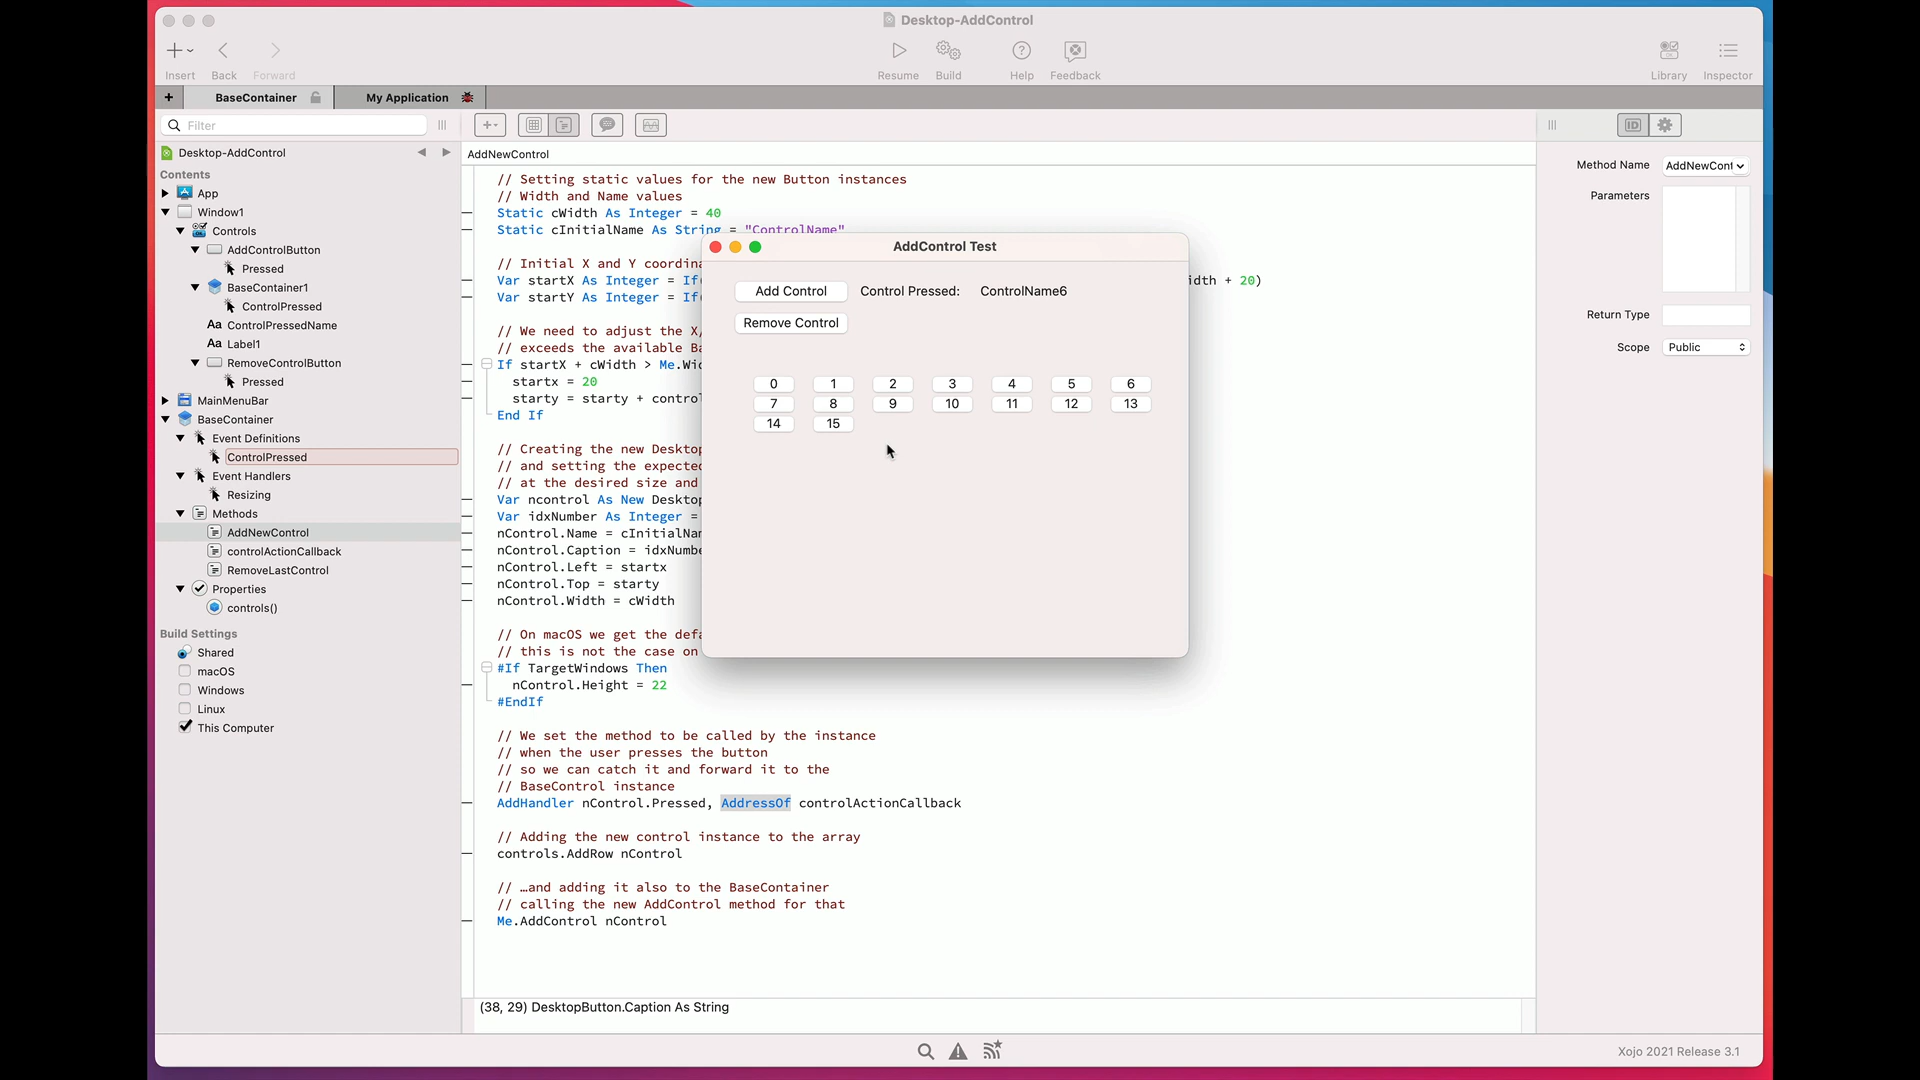 Desktop-AddControl
Insert
Back
Forward
Resume
Build
Help
Feedback
Library
Inspector
BaseContainer
My Application
Filter
Desktop-AddControl
Contents
App
Window1
Controls
AddControlButton
Pressed
BaseContainer1
ControlPressed
Aa ControlPressedName
Aa Label1
RemoveControlButton
Pressed
MainMenuBar
BaseContainer
Event Definitions
ControlPressed
Event Handlers
Resizing
Methods
AddNewControl
controlActionCallback
RemoveLastControl
Properties
controls()
Build Settings
Shared
macOS
Windows
Linux
This Computer
AddNewControl
// Setting static values for the new Button instances
// Width and Name values
Static cWidth As Integer = 40
Static cInitialName As String = "ControlName"
// Initial X and Y coordina
Var startX As Integer = If
idth + 20)
Var startY As Integer = If
// We need to adjust the X/
// exceeds the available Ba
If startX + cWidth > Me.Wid
startx = 20
starty = starty + control
End If
// Creating the new Desktop
// and setting the expected
// at the desired size and
Var ncontrol As New Desktop
Var idxNumber As Integer =
nControl.Name = cInitialNam
nControl.Caption = idxNumbe
nControl.Left = startx
nControl.Top = starty
nControl.Width = cWidth
// On macOS we get the defa
// this is not the case on
#If TargetWindows Then
nControl.Height = 22
#EndIf
// We set the method to be called by the instance
// when the user presses the button
// so we can catch it and forward it to the
// BaseControl instance
AddHandler nControl.Pressed, AddressOf controlActionCallback
// Adding the new control instance to the array
controls.AddRow nControl
// …and adding it also to the BaseContainer
// calling the new AddControl method for that
Me.AddControl nControl
(38, 29) DesktopButton.Caption As String
AddControl Test
Add Control
Control Pressed:
ControlName6
Remove Control
0 1 2 3 4 5 6
7 8 9 10 11 12 13
14 15
ID
Method Name
AddNewCont
Parameters
Return Type
Scope
Public
Xojo 2021 Release 3.1